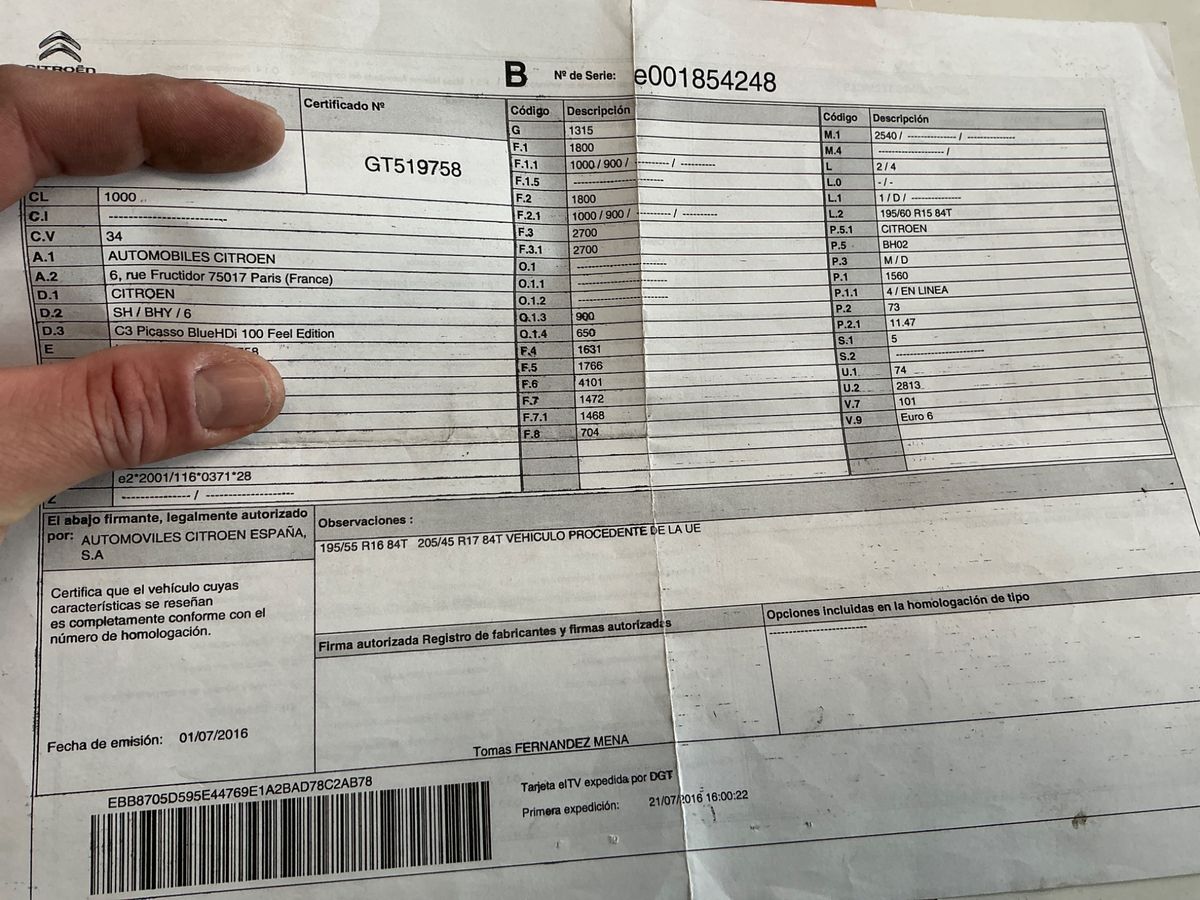 CITROËN
B Nº de Serie: e001854248
Certificado Nº
GT519758
CL 1000
C.I ---------------------------
C.V 34
A.1 AUTOMOBILES CITROEN
A.2 6, rue Fructidor 75017 Paris (France)
D.1 CITROEN
D.2 SH / BHY / 6
D.3 C3 Picasso BlueHDi 100 Feel Edition
E
e2*2001/116*0371*28
Z --------------- / -------------------
Código Descripción
G 1315
F.1 1800
F.1.1 1000 / 900 / --------- / ----------
F.1.5 -------------------------
F.2 1800
F.2.1 1000 / 900 / --------- / ----------
F.3 2700
F.3.1 2700
O.1 -------------------------
O.1.1 -------------------------
O.1.2 -------------------------
O.1.3 900
O.1.4 650
F.4 1631
F.5 1766
F.6 4101
F.7 1472
F.7.1 1468
F.8 704
Código Descripción
M.1 2540 / -------------- / --------------
M.4 ------------------- /
L 2 / 4
L.0 - / -
L.1 1 / D / --------------
L.2 195/60 R15 84T
P.5.1 CITROEN
P.5 BH02
P.3 M / D
P.1 1560
P.1.1 4 / EN LINEA
P.2 73
P.2.1 11.47
S.1 5
S.2 -------------------------
U.1 74
U.2 2813
V.7 101
V.9 Euro 6
El abajo firmante, legalmente autorizado
por: AUTOMOVILES CITROEN ESPAÑA,
S.A
Certifica que el vehículo cuyas
características se reseñan
es completamente conforme con el
número de homologación.
Fecha de emisión: 01/07/2016
Observaciones :
195/55 R16 84T 205/45 R17 84T VEHICULO PROCEDENTE DE LA UE
Firma autorizada Registro de fabricantes y firmas autorizadas
Tomas FERNANDEZ MENA
Opciones incluidas en la homologación de tipo
-------------------------
EBB8705D595E44769E1A2BAD78C2AB78
Tarjeta eITV expedida por DGT
Primera expedición: 21/07/2016 16:00:22